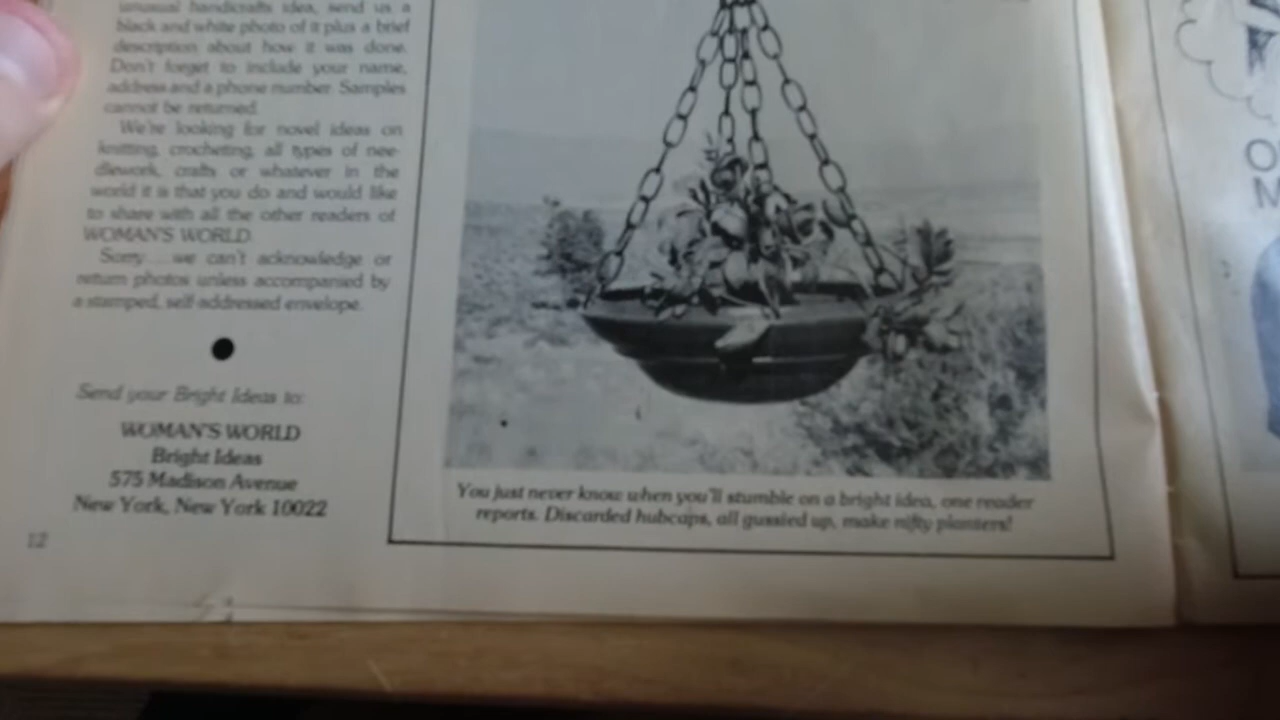 unusual handicrafts idea, send us a
black and white photo of it plus a brief
description about how it was done.
Don't forget to include your name,
address and a phone number. Samples
cannot be returned.
We're looking for novel ideas on
knitting, crocheting, all types of nee-
dlework, crafts or whatever in the
world it is that you do and would like
to share with all the other readers of
WOMAN'S WORLD.
Sorry...we can't acknowledge or
return photos unless accompanied by
a stamped, self-addressed envelope.
Send your Bright Ideas to:
WOMAN'S WORLD
Bright Ideas
575 Madison Avenue
New York, New York 10022
12
You just never know when you'll stumble on a bright idea, one reader
reports. Discarded hubcaps, all gussied up, make nifty planters!